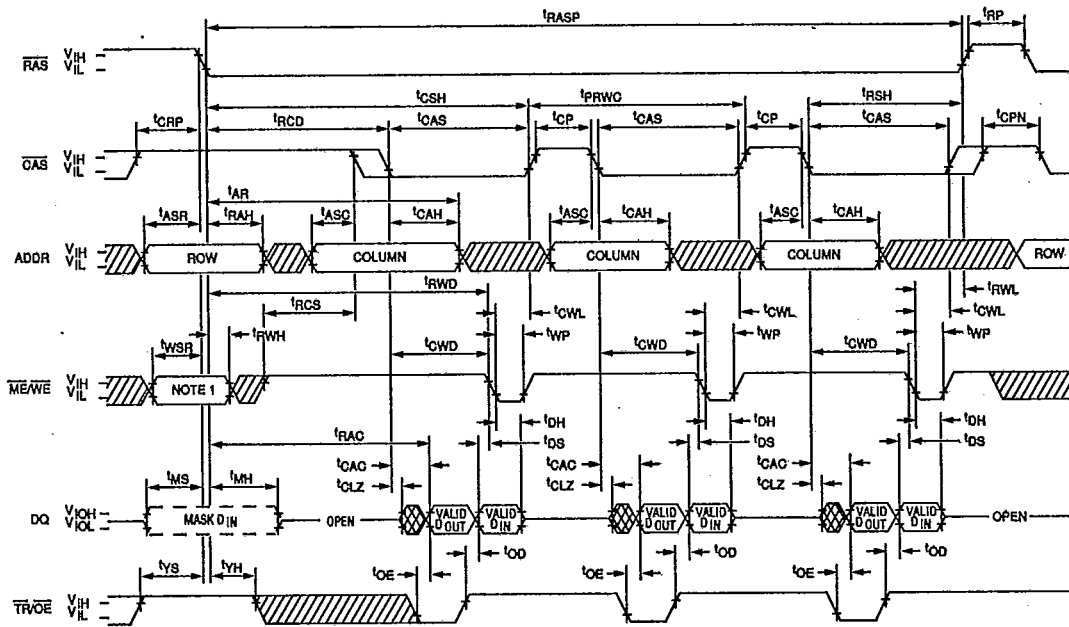 tRASP tRP
RAS VIH
VIL
tCSH tPRWC tRSH
tCRP tRCD tCAS tCP tCAS tCP tCAS tCPN
CAS VIH
VIL
tAR
tASR tRAH tASC tCAH tASC tCAH tASC tCAH
ADDR VIH
VIL ROW COLUMN COLUMN COLUMN ROW
tRWD tRWL
tRCS tCWL tCWL tCWL
tWSR tRWH tCWD tWP tCWD tWP tCWD tWP
ME/WE VIH
VIL NOTE 1
tDH tDH tDH
tRAC tDS tDS tDS
tCAC tCAC tCAC
tMS tMH tCLZ tCLZ tCLZ
DQ VIOH
VIOL MASK DIN OPEN VALID DOUT VALID DIN VALID DOUT VALID DIN VALID DOUT VALID DIN OPEN
tOD tOD tOD
tYS tYH tOE tOE tOE
TR/OE VIH
VIL